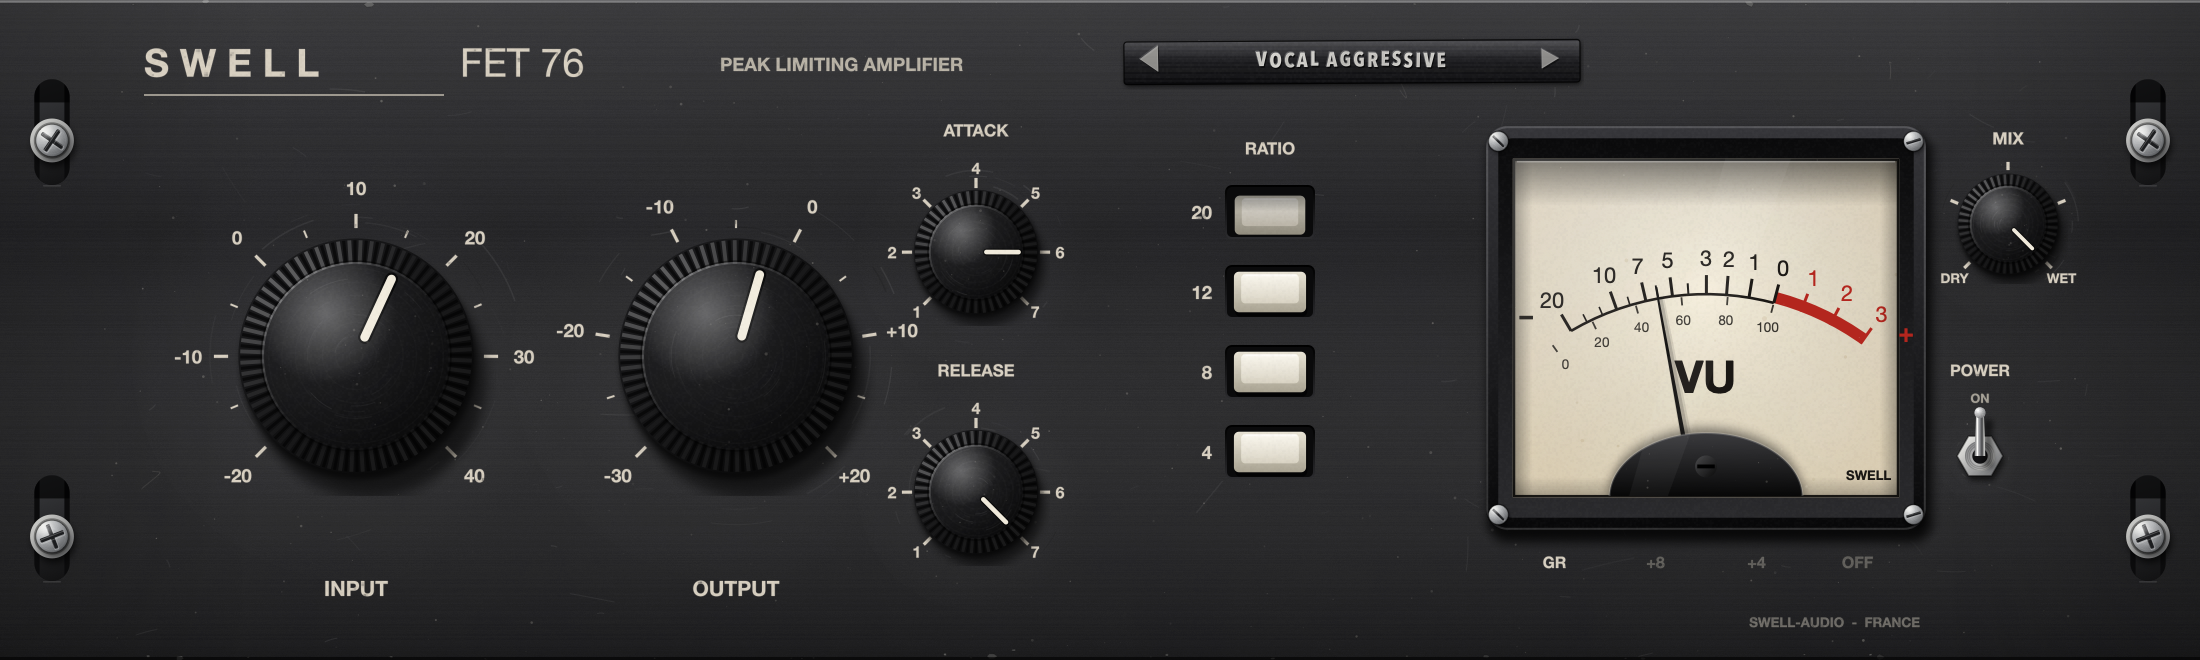 SWELL
FET 76
PEAK LIMITING AMPLIFIER
VOCAL AGGRESSIVE
-20 -10 0 10 20 30 40
INPUT
-30 -20 -10 0 +10 +20
OUTPUT
ATTACK
1 2 3 4 5 6 7
RELEASE
1 2 3 4 5 6 7
RATIO
20
12
8
4
- 20 10 7 5 3 2 1 0 1 2 3 +
0 20 40 60 80 100
VU
SWELL
GR +8 +4 OFF
MIX
DRY WET
POWER
ON
SWELL-AUDIO - FRANCE